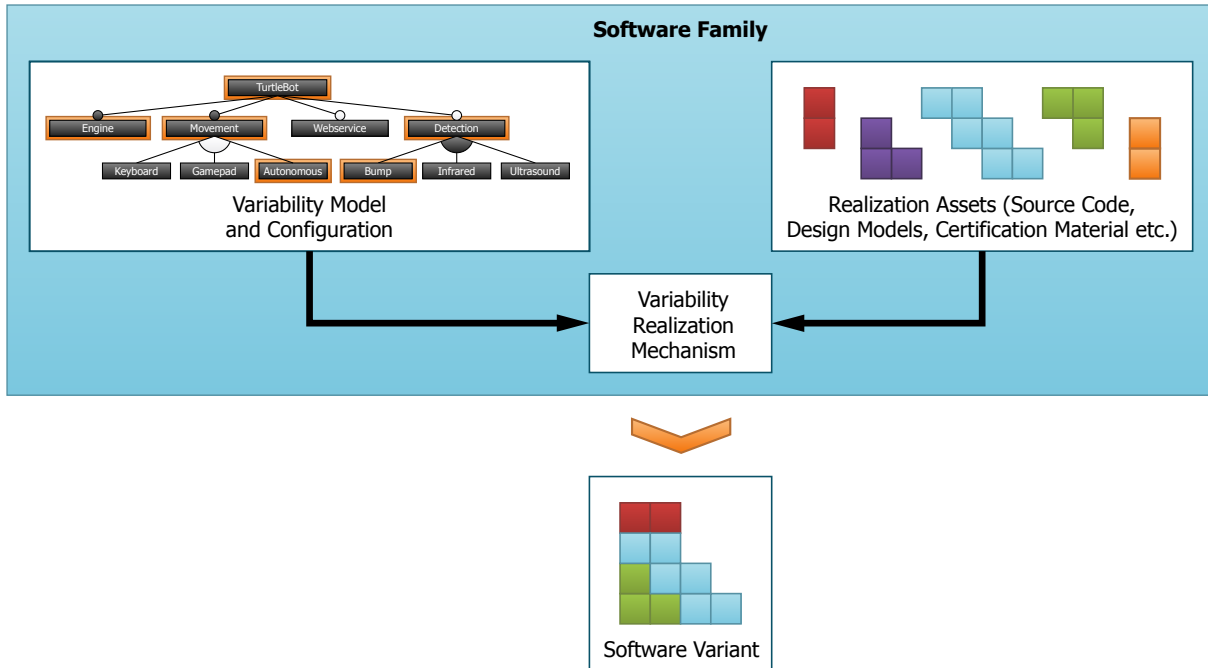 Software Family
TurtleBot
Engine
Movement
Webservice
Detection
Keyboard
Gamepad
Autonomous
Bump
Infrared
Ultrasound
Variability Model
and Configuration
Realization Assets (Source Code,
Design Models, Certification Material etc.)
Variability
Realization
Mechanism
Software Variant